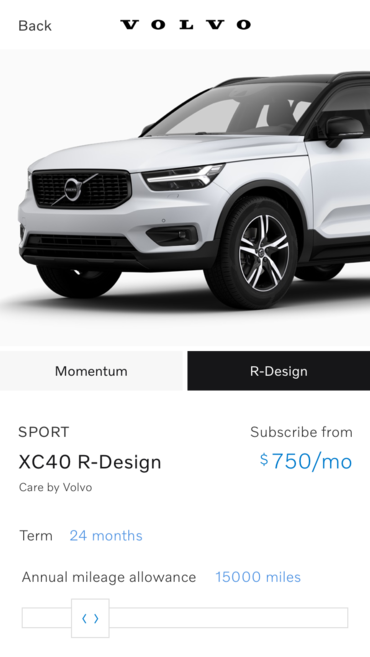 Back
VOLVO
Momentum
R-Design
SPORT
Subscribe from
XC40 R-Design
$750/mo
Care by Volvo
Term 24 months
Annual mileage allowance 15000 miles